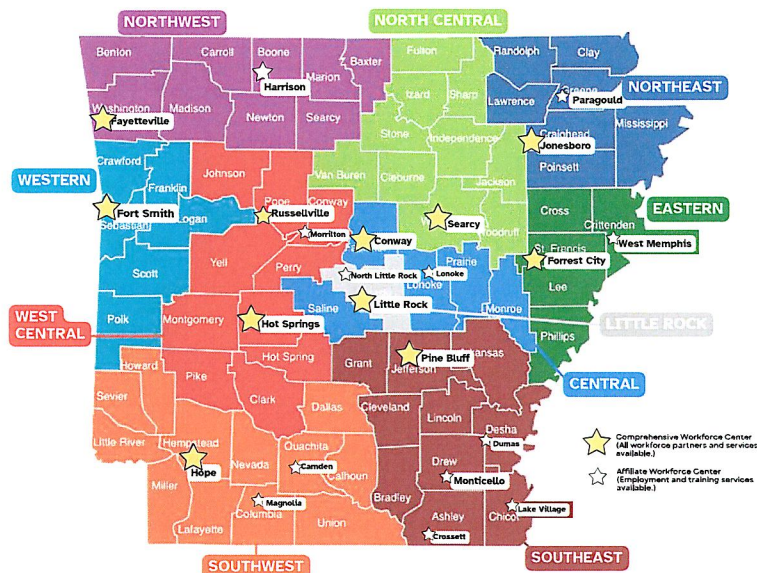 NORTHWEST
NORTH CENTRAL
NORTHEAST
Benton
Carroll
Boone
Marion
Baxter
Fulton
Randolph
Clay
Harrison
Izard
Sharp
Lawrence
Greene
Paragould
Washington
Fayetteville
Madison
Newton
Searcy
Stone
Independence
Craighead
Jonesboro
Mississippi
Poinsett
WESTERN
Crawford
Franklin
Johnson
Pope
Conway
Van Buren
Cleburne
Jackson
EASTERN
Fort Smith
Sebastian
Logan
Russellville
Morrilton
Conway
Searcy
Woodruff
Cross
Crittenden
West Memphis
St. Francis
Forrest City
Scott
Yell
Perry
North Little Rock
Lonoke
Prairie
Lonoke
Lee
Polk
WEST
CENTRAL
Montgomery
Hot Springs
Saline
Little Rock
Monroe
LITTLE ROCK
Phillips
Hot Spring
Grant
Jefferson
Pine Bluff
Arkansas
Howard
Pike
Clark
CENTRAL
Sevier
Dallas
Cleveland
Lincoln
Desha
Little River
Hempstead
Hope
Nevada
Ouachita
Camden
Calhoun
Drew
Dumas
Monticello
Miller
Lafayette
Columbia
Magnolia
Union
Bradley
Ashley
Crossett
Chicot
Lake Village
SOUTHWEST
SOUTHEAST
Comprehensive Workforce Center
(All workforce partners and services
available.)
Affiliate Workforce Center
(Employment and training services
available.)